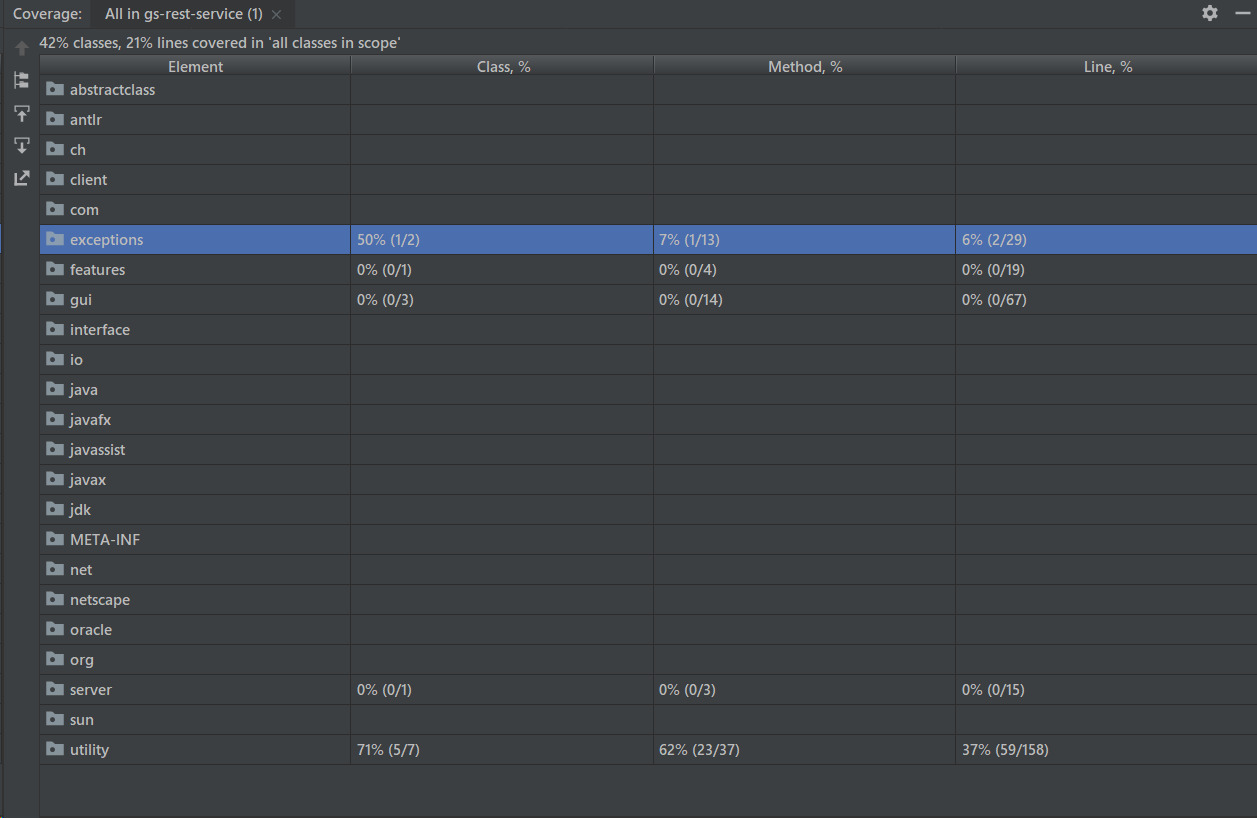 Coverage: All in gs-rest-service (1)
42% classes, 21% lines covered in 'all classes in scope'
Element Class, % Method, % Line, %
abstractclass
antlr
ch
client
com
exceptions 50% (1/2) 7% (1/13) 6% (2/29)
features 0% (0/1) 0% (0/4) 0% (0/19)
gui 0% (0/3) 0% (0/14) 0% (0/67)
interface
io
java
javafx
javassist
javax
jdk
META-INF
net
netscape
oracle
org
server 0% (0/1) 0% (0/3) 0% (0/15)
sun
utility 71% (5/7) 62% (23/37) 37% (59/158)